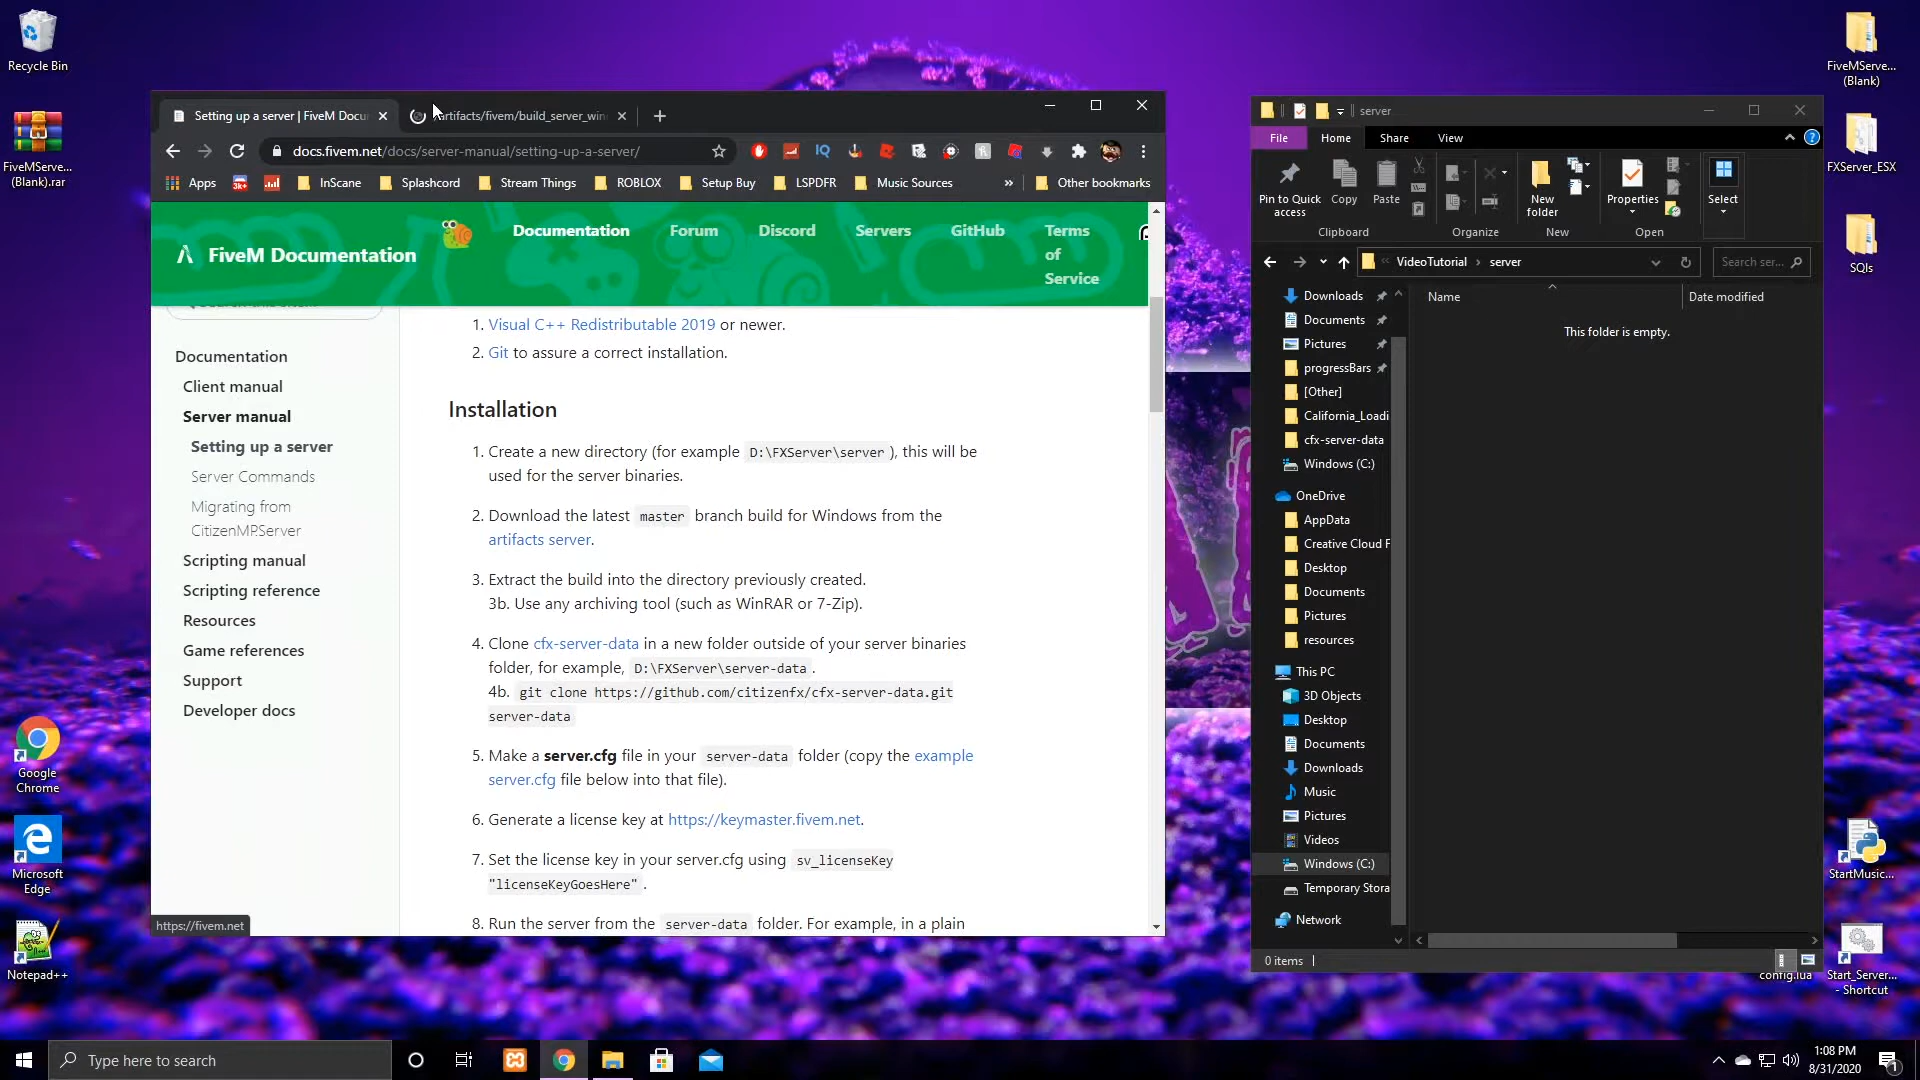 Recycle Bin
FiveMServe...
(Blank).rar
Google
Chrome
Microsoft
Edge
Notepad++
Setting up a server | FiveM Docu
artifacts/fivem/build_server_win
docs.fivem.net/docs/server-manual/setting-up-a-server/
Apps
InScane
Splashcord
Stream Things
ROBLOX
Setup Buy
LSPDFR
Music Sources
»
Other bookmarks
FiveM Documentation
Documentation
Forum
Discord
Servers
GitHub
Terms
of
Service
Documentation
Client manual
Server manual
Setting up a server
Server Commands
Migrating from
CitizenMP.Server
Scripting manual
Scripting reference
Resources
Game references
Support
Developer docs
1. Visual C++ Redistributable 2019 or newer.
2. Git to assure a correct installation.
Installation
1. Create a new directory (for example D:\FXServer\server ), this will be
used for the server binaries.
2. Download the latest master branch build for Windows from the
artifacts server.
3. Extract the build into the directory previously created.
3b. Use any archiving tool (such as WinRAR or 7-Zip).
4. Clone cfx-server-data in a new folder outside of your server binaries
folder, for example, D:\FXServer\server-data .
4b. git clone https://github.com/citizenfx/cfx-server-data.git
server-data
5. Make a server.cfg file in your server-data folder (copy the example
server.cfg file below into that file).
6. Generate a license key at https://keymaster.fivem.net.
7. Set the license key in your server.cfg using sv_licenseKey
"licenseKeyGoesHere" .
8. Run the server from the server-data folder. For example, in a plain
https://fivem.net
server
File
Home
Share
View
Pin to Quick
access
Copy
Paste
Clipboard
Organize
New
folder
New
Properties
Open
Select
VideoTutorial › server
Search ser...
Name
Date modified
This folder is empty.
Downloads
Documents
Pictures
progressBars
[Other]
California_Loadi
cfx-server-data
Windows (C:)
OneDrive
AppData
Creative Cloud F
Desktop
Documents
Pictures
resources
This PC
3D Objects
Desktop
Documents
Downloads
Music
Pictures
Videos
Windows (C:)
Temporary Stora
Network
0 items
FiveMServe...
(Blank)
FXServer_ESX
SQls
StartMusic...
config.lua
Start_Server...
- Shortcut
Type here to search
1:08 PM
8/31/2020
1